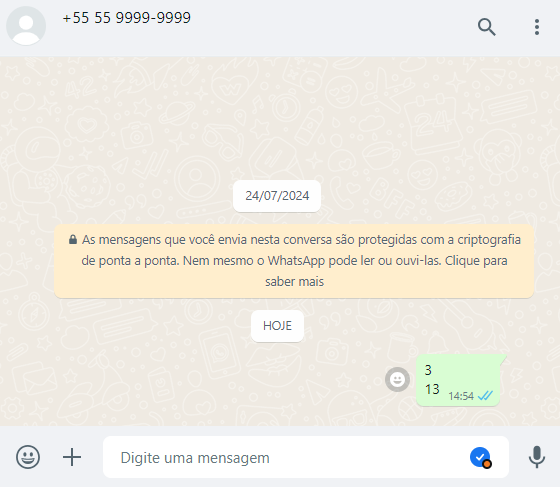 +55 55 9999-9999
24/07/2024
As mensagens que você envia nesta conversa são protegidas com a criptografia
de ponta a ponta. Nem mesmo o WhatsApp pode ler ou ouvi-las. Clique para
saber mais
HOJE
3
13 14:54
Digite uma mensagem